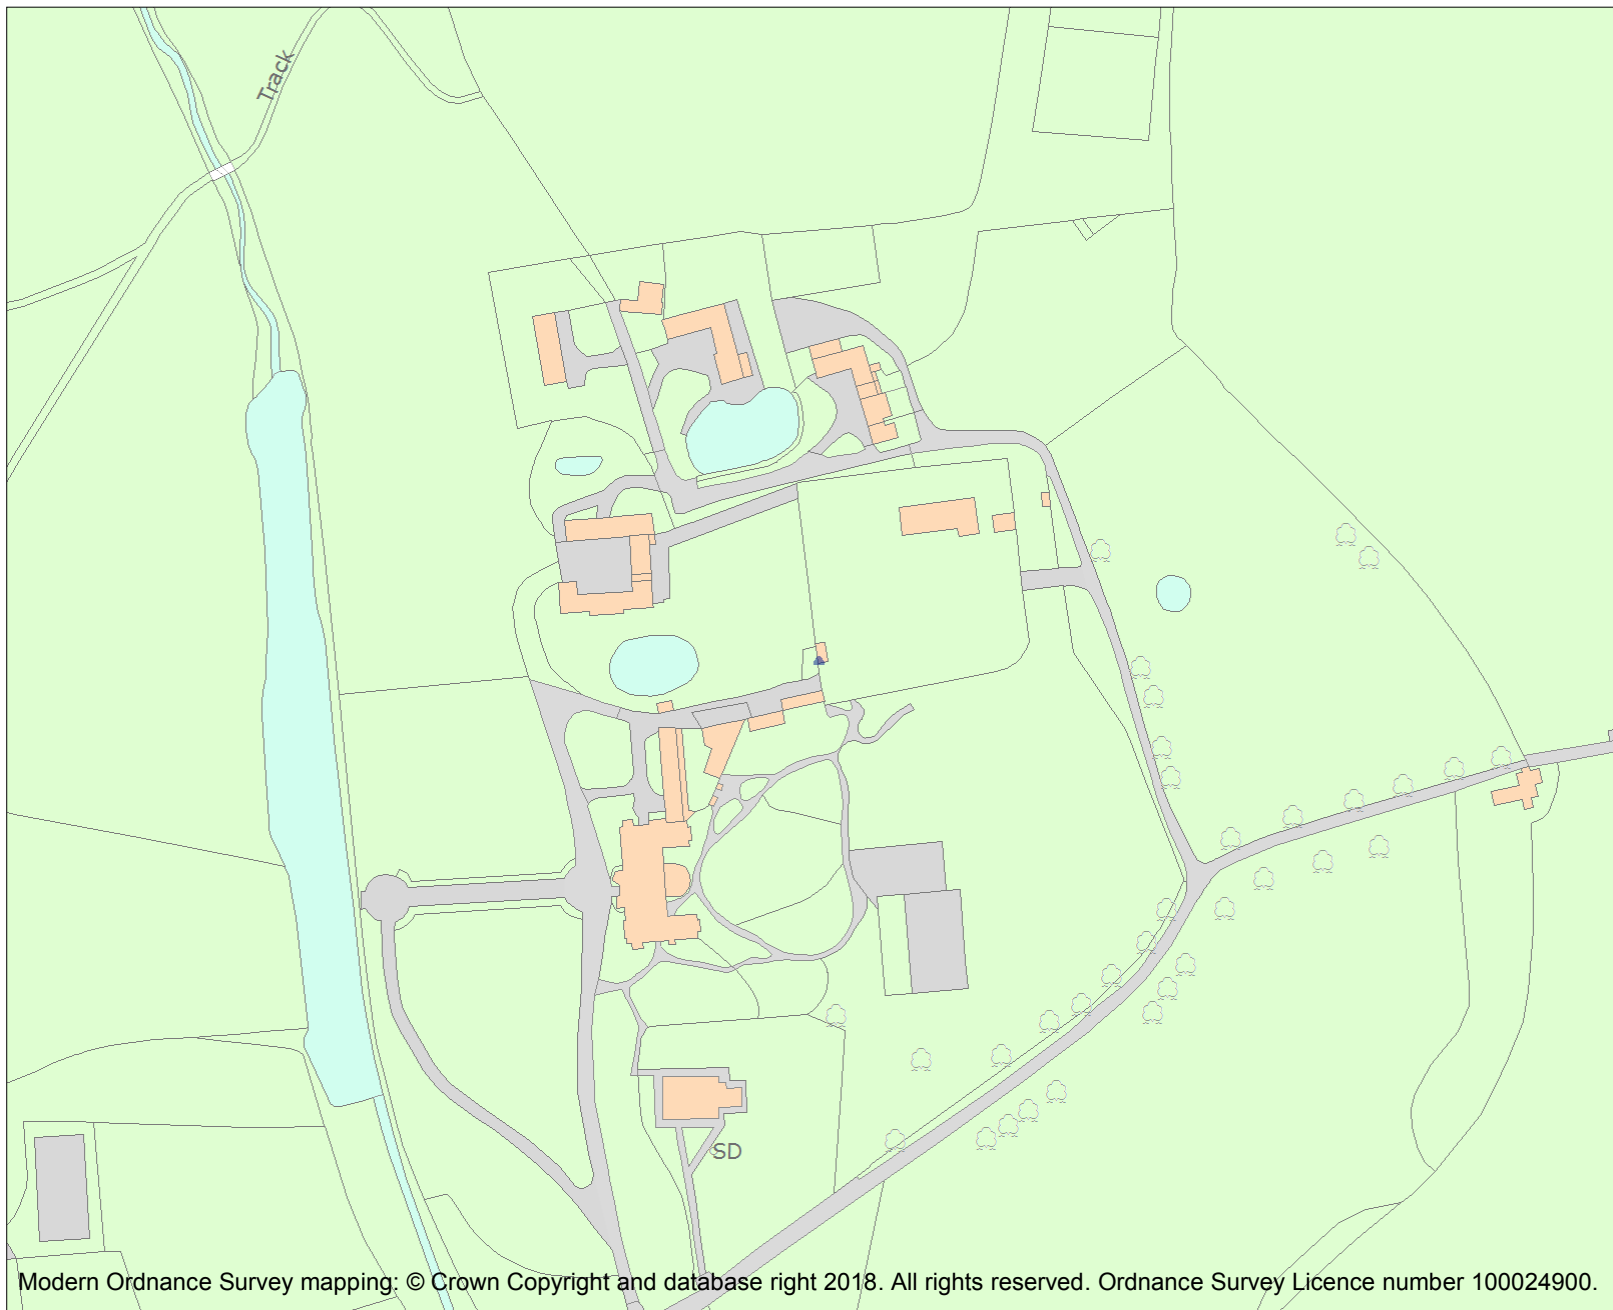 Track
SD
Modern Ordnance Survey mapping: © Crown Copyright and database right 2018. All rights reserved. Ordnance Survey Licence number 100024900.